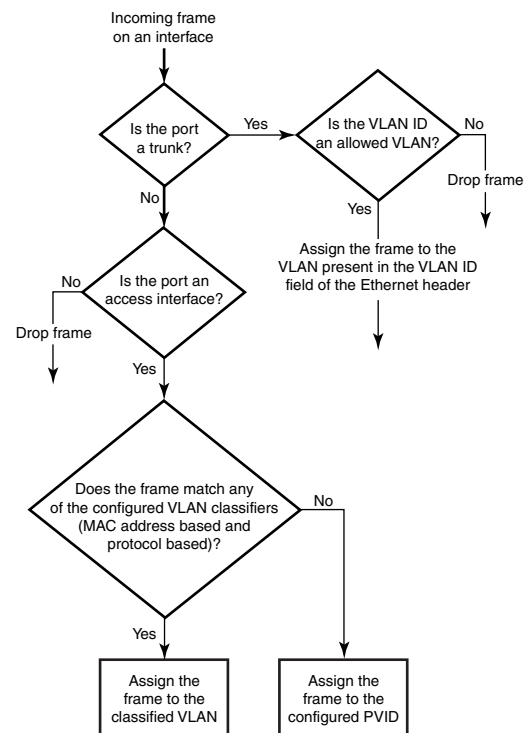 Incoming frame
on an interface
Is the port
a trunk?
Yes
Is the VLAN ID
an allowed VLAN?
No
Drop frame
Yes
Assign the frame to the
VLAN present in the VLAN ID
field of the Ethernet header
No
Is the port an
access interface?
No
Drop frame
Yes
Does the frame match any
of the configured VLAN classifiers
(MAC address based and
protocol based)?
No
Yes
Assign the
frame to the
classified VLAN
Assign the
frame to the
configured PVID